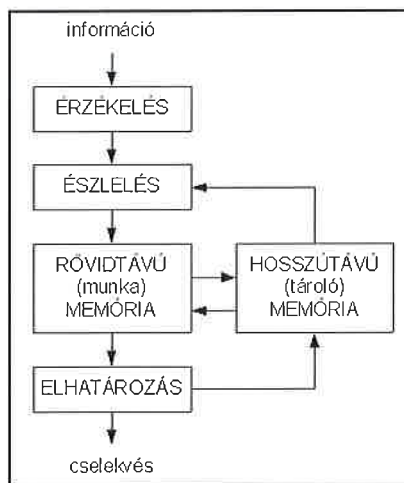 információ
ÉRZÉKELÉS
ÉSZLELÉS
RÖVIDTÁVÚ
(munka)
MEMÓRIA
HOSSZÚTÁVÚ
(tároló)
MEMÓRIA
ELHATÁROZÁS
cselekvés